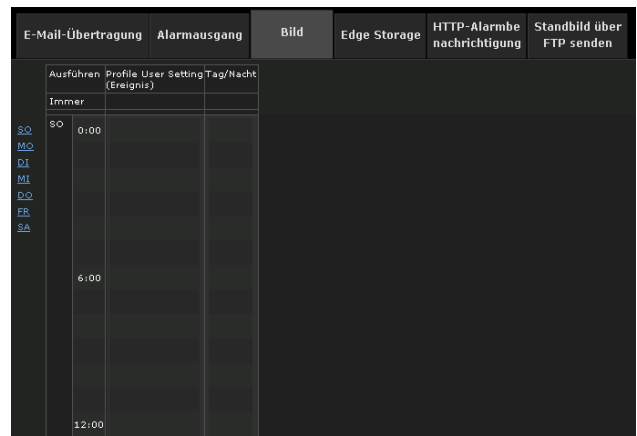 E-Mail-Übertragung
Alarmausgang
Bild
Edge Storage
HTTP-Alarmbe
nachrichtigung
Standbild über
FTP senden
Ausführen
Profile User Setting
(Ereignis)
Tag/Nacht
Immer
SO
MO
DI
MI
DO
FR
SA
SO
0:00
6:00
12:00